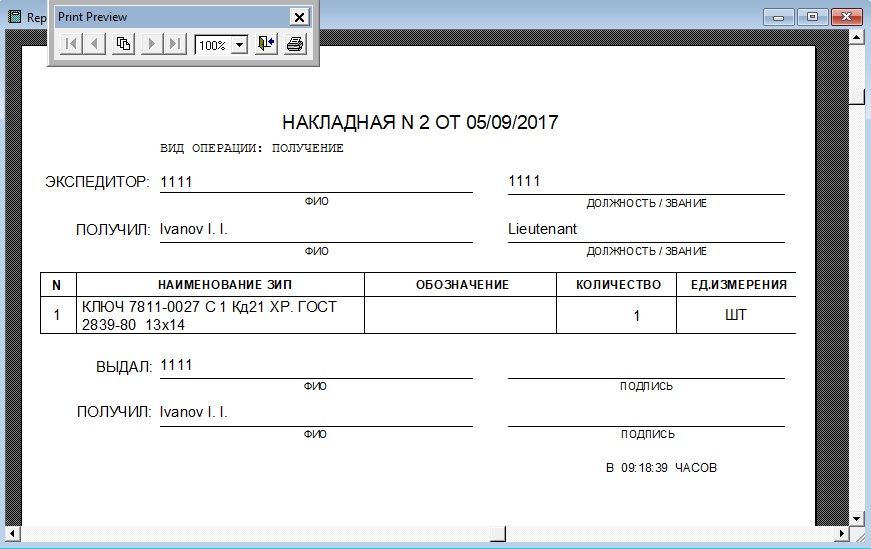 Rep
Print Preview
100%
НАКЛАДНАЯ N 2 ОТ 05/09/2017
ВИД ОПЕРАЦИИ: ПОЛУЧЕНИЕ
ЭКСПЕДИТОР: 1111 1111
ФИО ДОЛЖНОСТЬ / ЗВАНИЕ
ПОЛУЧИЛ: Ivanov I. I. Lieutenant
ФИО ДОЛЖНОСТЬ / ЗВАНИЕ
N НАИМЕНОВАНИЕ ЗИП ОБОЗНАЧЕНИЕ КОЛИЧЕСТВО ЕД.ИЗМЕРЕНИЯ
1 КЛЮЧ 7811-0027 С 1 Кд21 ХР. ГОСТ 2839-80 13х14 1 ШТ
ВЫДАЛ: 1111
ФИО ПОДПИСЬ
ПОЛУЧИЛ: Ivanov I. I.
ФИО ПОДПИСЬ
В 09:18:39 ЧАСОВ